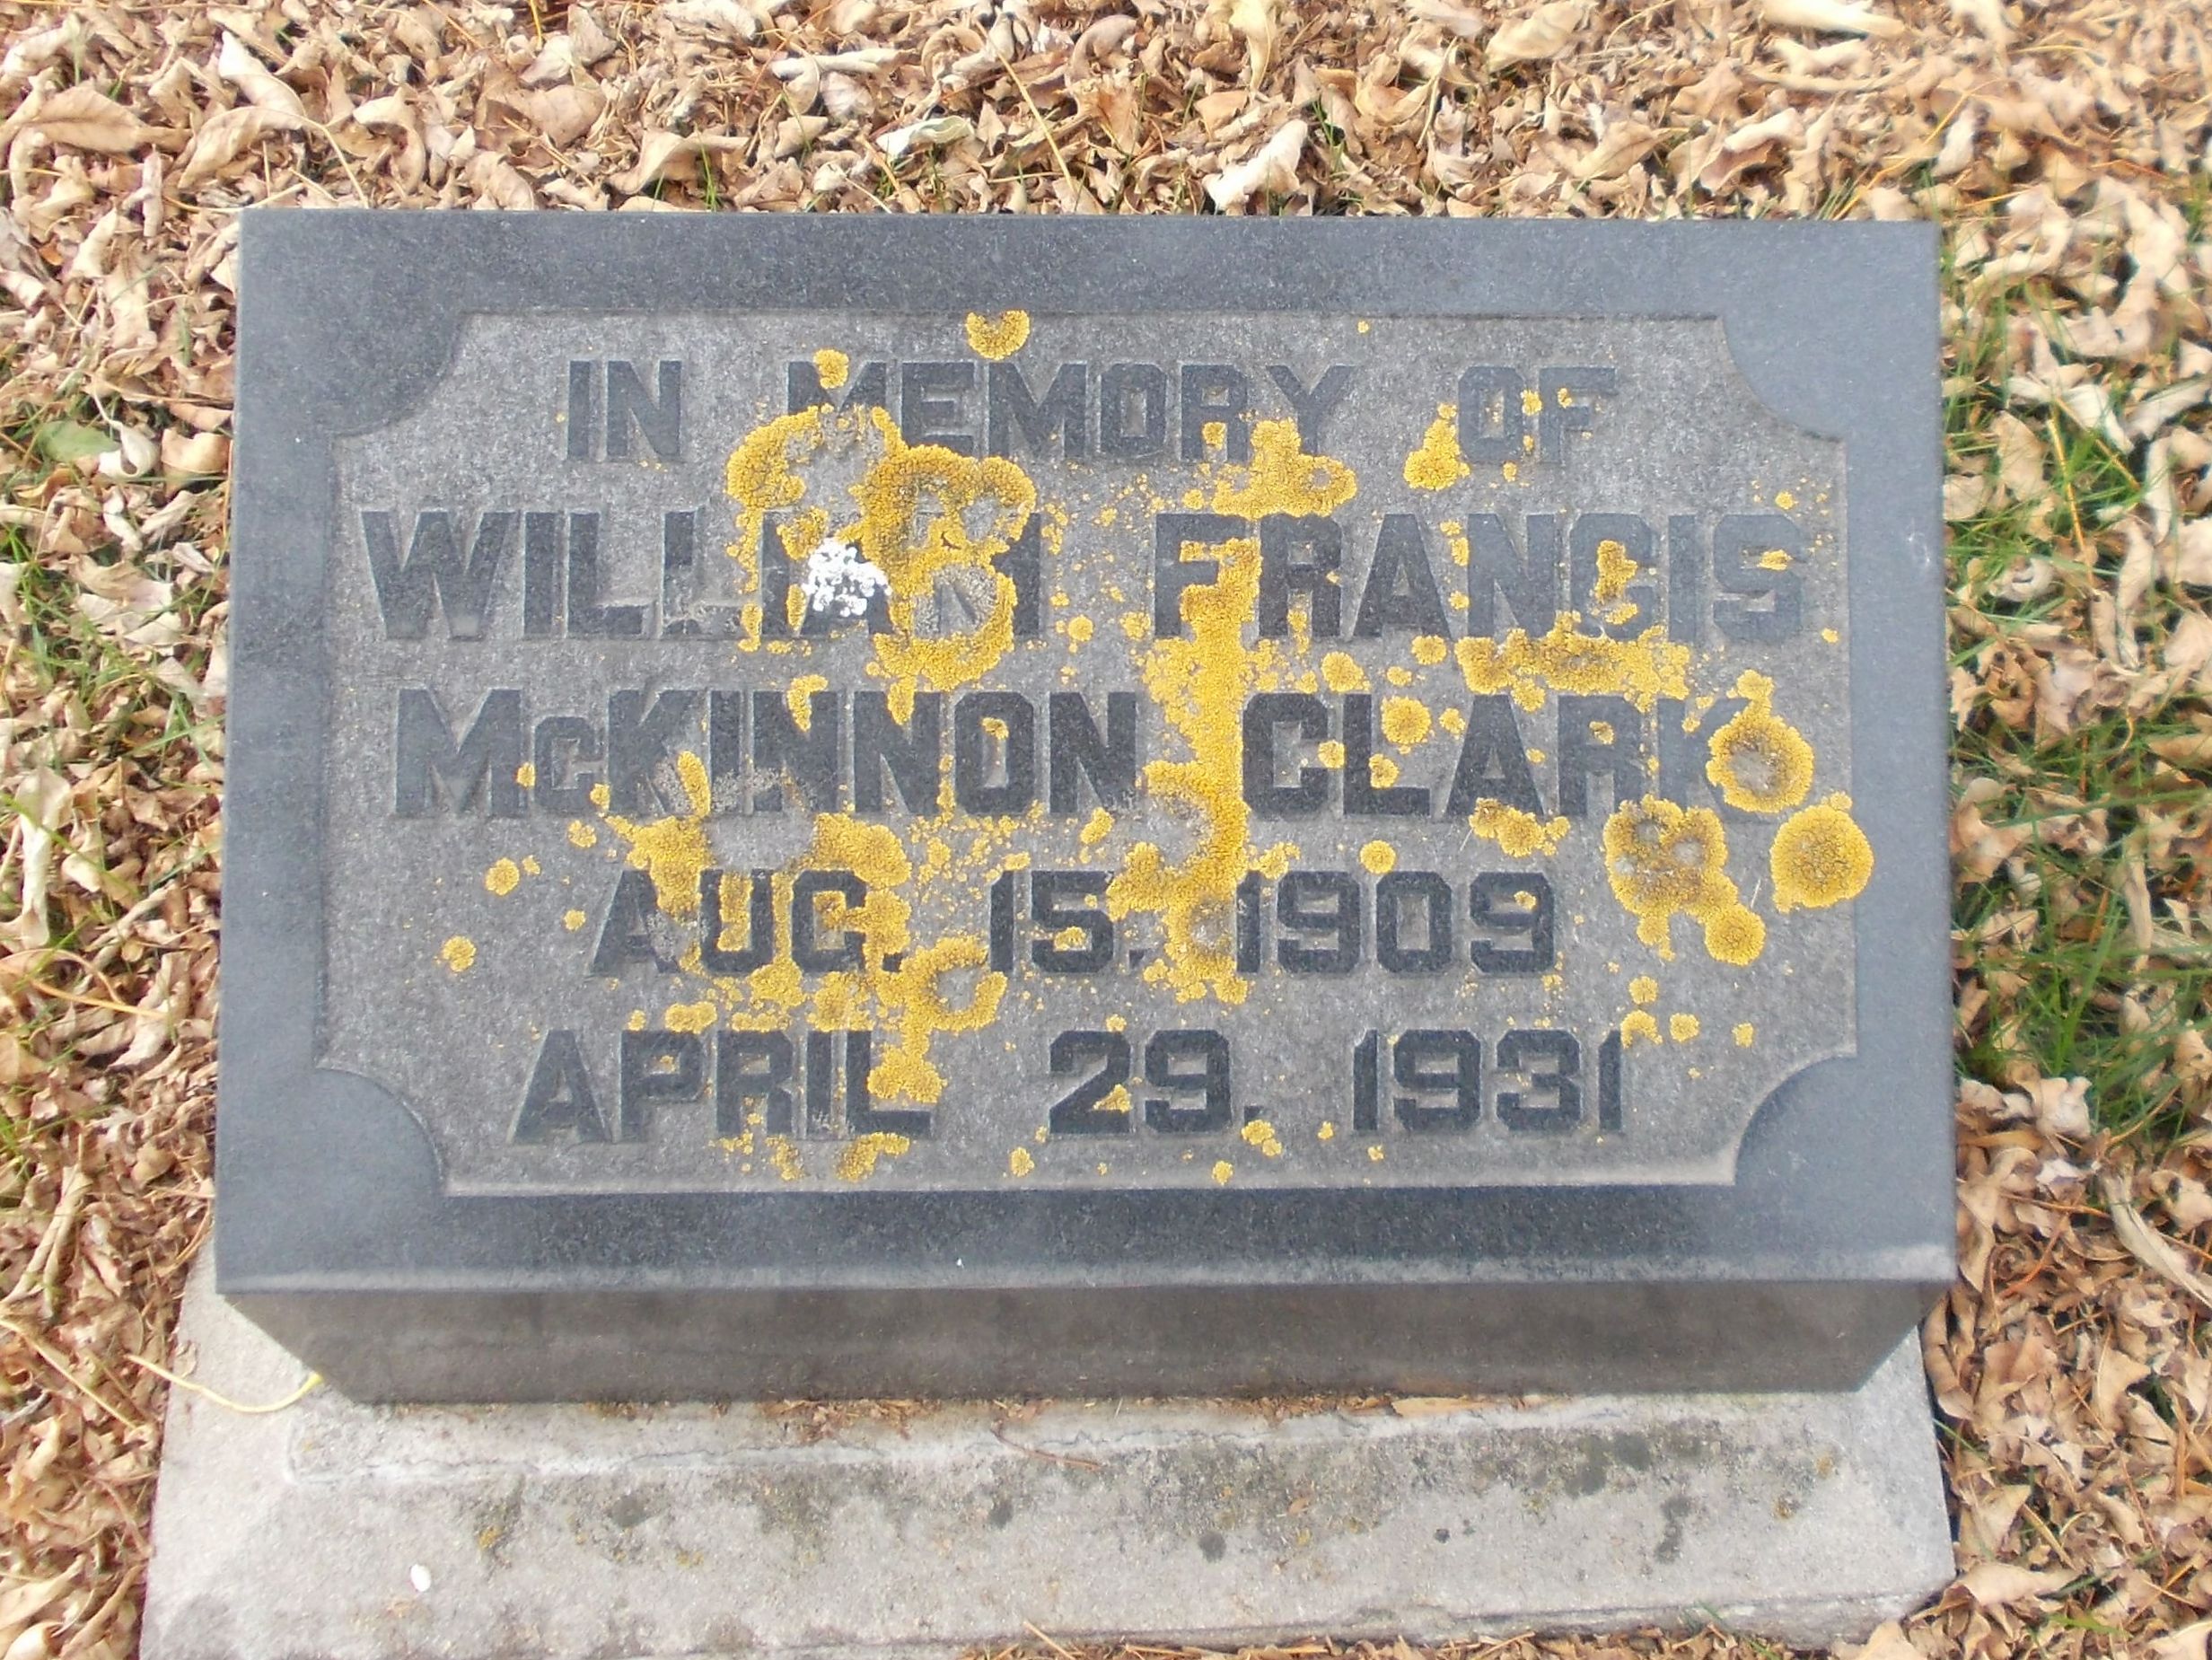 IN MEMORY OF
WILLIAM FRANCIS
McKINNON CLARK
AUG. 15, 1909
APRIL 29, 1931